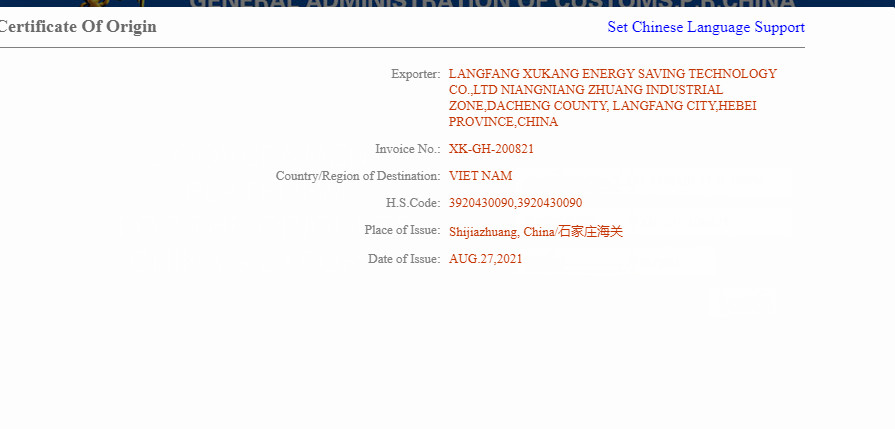 GENERAL ADMINISTRATION OF CUSTOMS.P.R.CHINA
Certificate Of Origin
Set Chinese Language Support
Exporter: LANGFANG XUKANG ENERGY SAVING TECHNOLOGY
CO.,LTD NIANGNIANG ZHUANG INDUSTRIAL
ZONE,DACHENG COUNTY, LANGFANG CITY,HEBEI
PROVINCE,CHINA
Invoice No.: XK-GH-200821
Country/Region of Destination: VIET NAM
H.S.Code: 3920430090,3920430090
Place of Issue: Shijiazhuang, China/石家庄海关
Date of Issue: AUG.27,2021